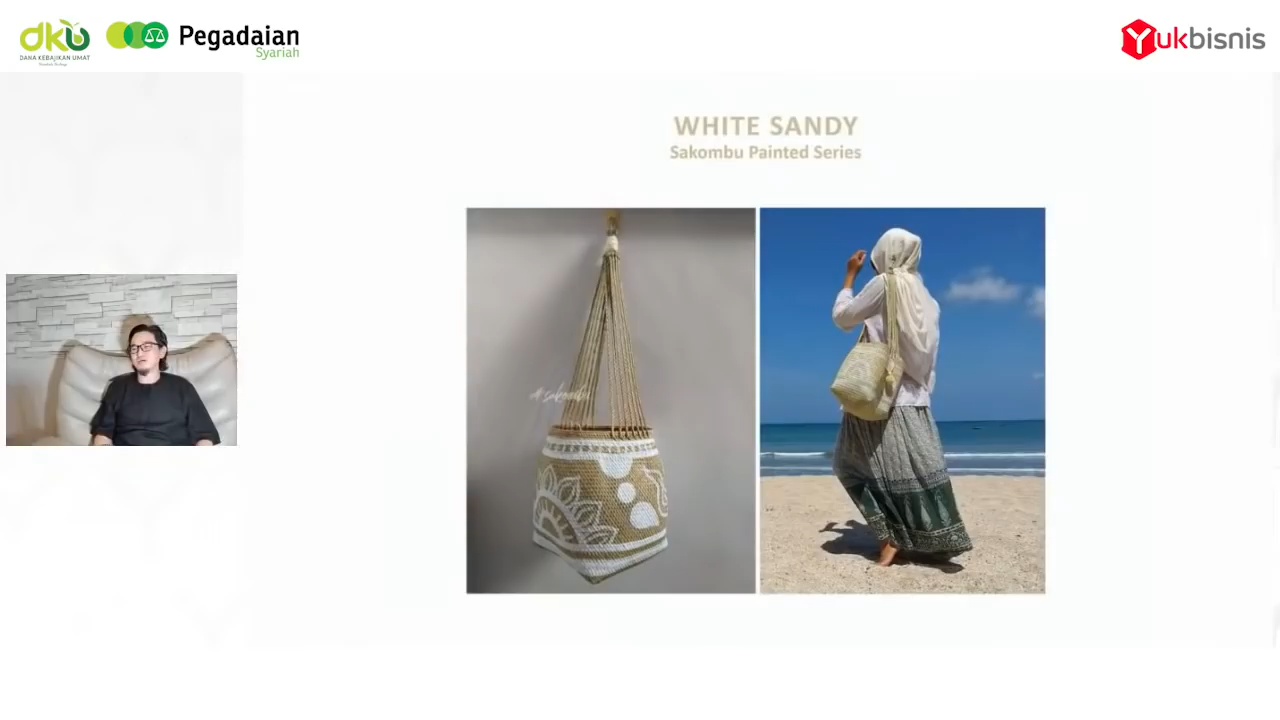 dku
DANA KEBAJIKAN UMAT
Pegadaian
Syariah
Yukbisnis
WHITE SANDY
Sakombu Painted Series